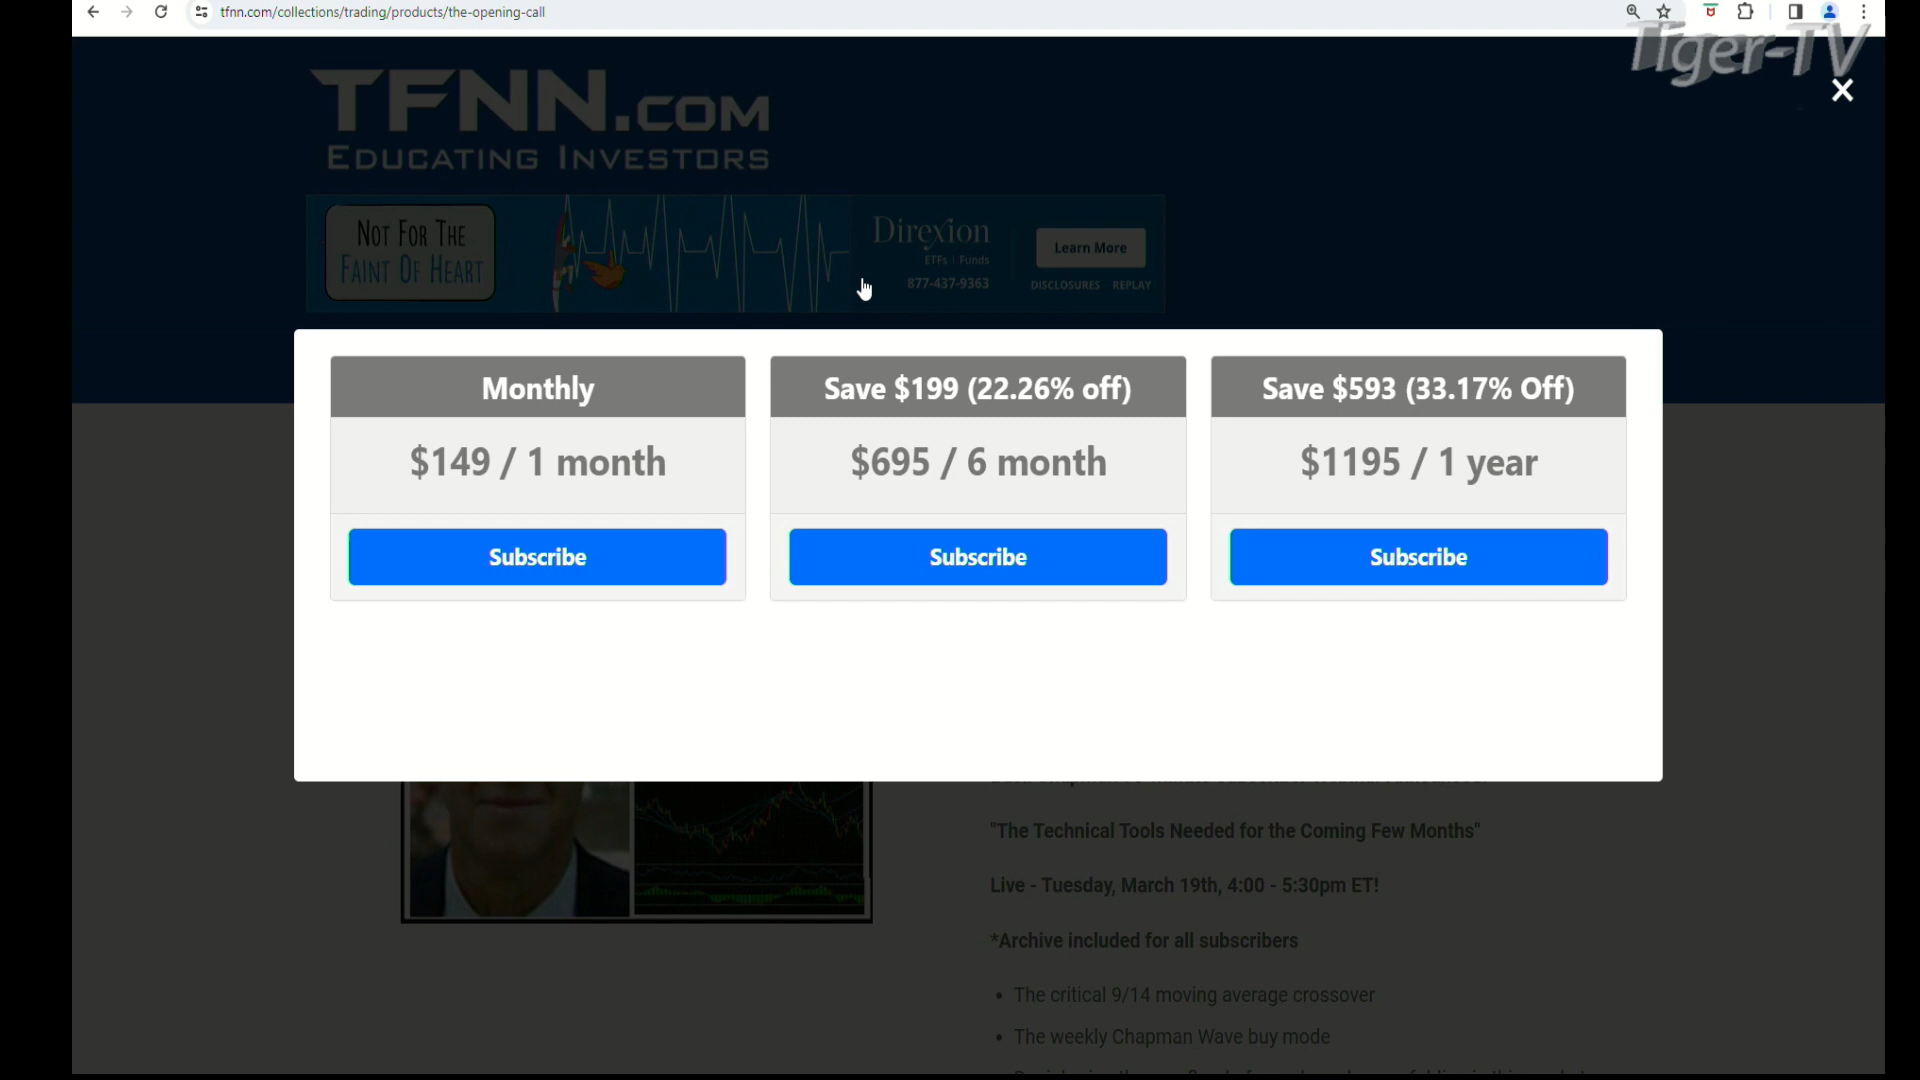 tfnn.com/collections/trading/products/the-opening-call
Tiger-TV
TFNN.COM
EDUCATING INVESTORS
NOT FOR THE
FAINT OF HEART
Direxion
ETFs | Funds
877-437-9363
Learn More
DISCLOSURES REPLAY
Monthly
$149 / 1 month
Subscribe
Save $199 (22.26% off)
$695 / 6 month
Subscribe
Save $593 (33.17% Off)
$1195 / 1 year
Subscribe
"The Technical Tools Needed for the Coming Few Months"
Live - Tuesday, March 19th, 4:00 - 5:30pm ET!
*Archive included for all subscribers
• The critical 9/14 moving average crossover
• The weekly Chapman Wave buy mode